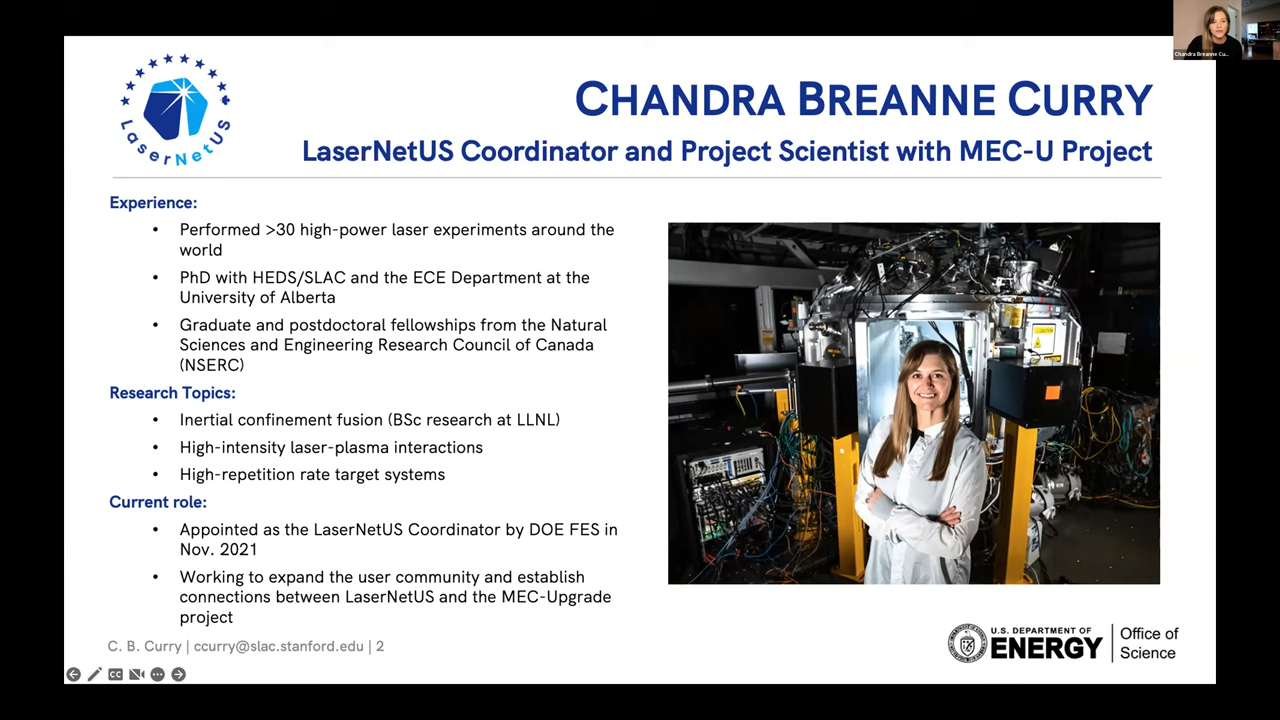 Chandra Breanne Cu...
LaserNetUS
CHANDRA BREANNE CURRY
LaserNetUS Coordinator and Project Scientist with MEC-U Project
Experience:
• Performed >30 high-power laser experiments around the
world
• PhD with HEDS/SLAC and the ECE Department at the
University of Alberta
• Graduate and postdoctoral fellowships from the Natural
Sciences and Engineering Research Council of Canada
(NSERC)
Research Topics:
• Inertial confinement fusion (BSc research at LLNL)
• High-intensity laser-plasma interactions
• High-repetition rate target systems
Current role:
• Appointed as the LaserNetUS Coordinator by DOE FES in
Nov. 2021
• Working to expand the user community and establish
connections between LaserNetUS and the MEC-Upgrade
project
C. B. Curry | ccurry@slac.stanford.edu | 2
U.S. DEPARTMENT OF
ENERGY
Office of
Science
CC